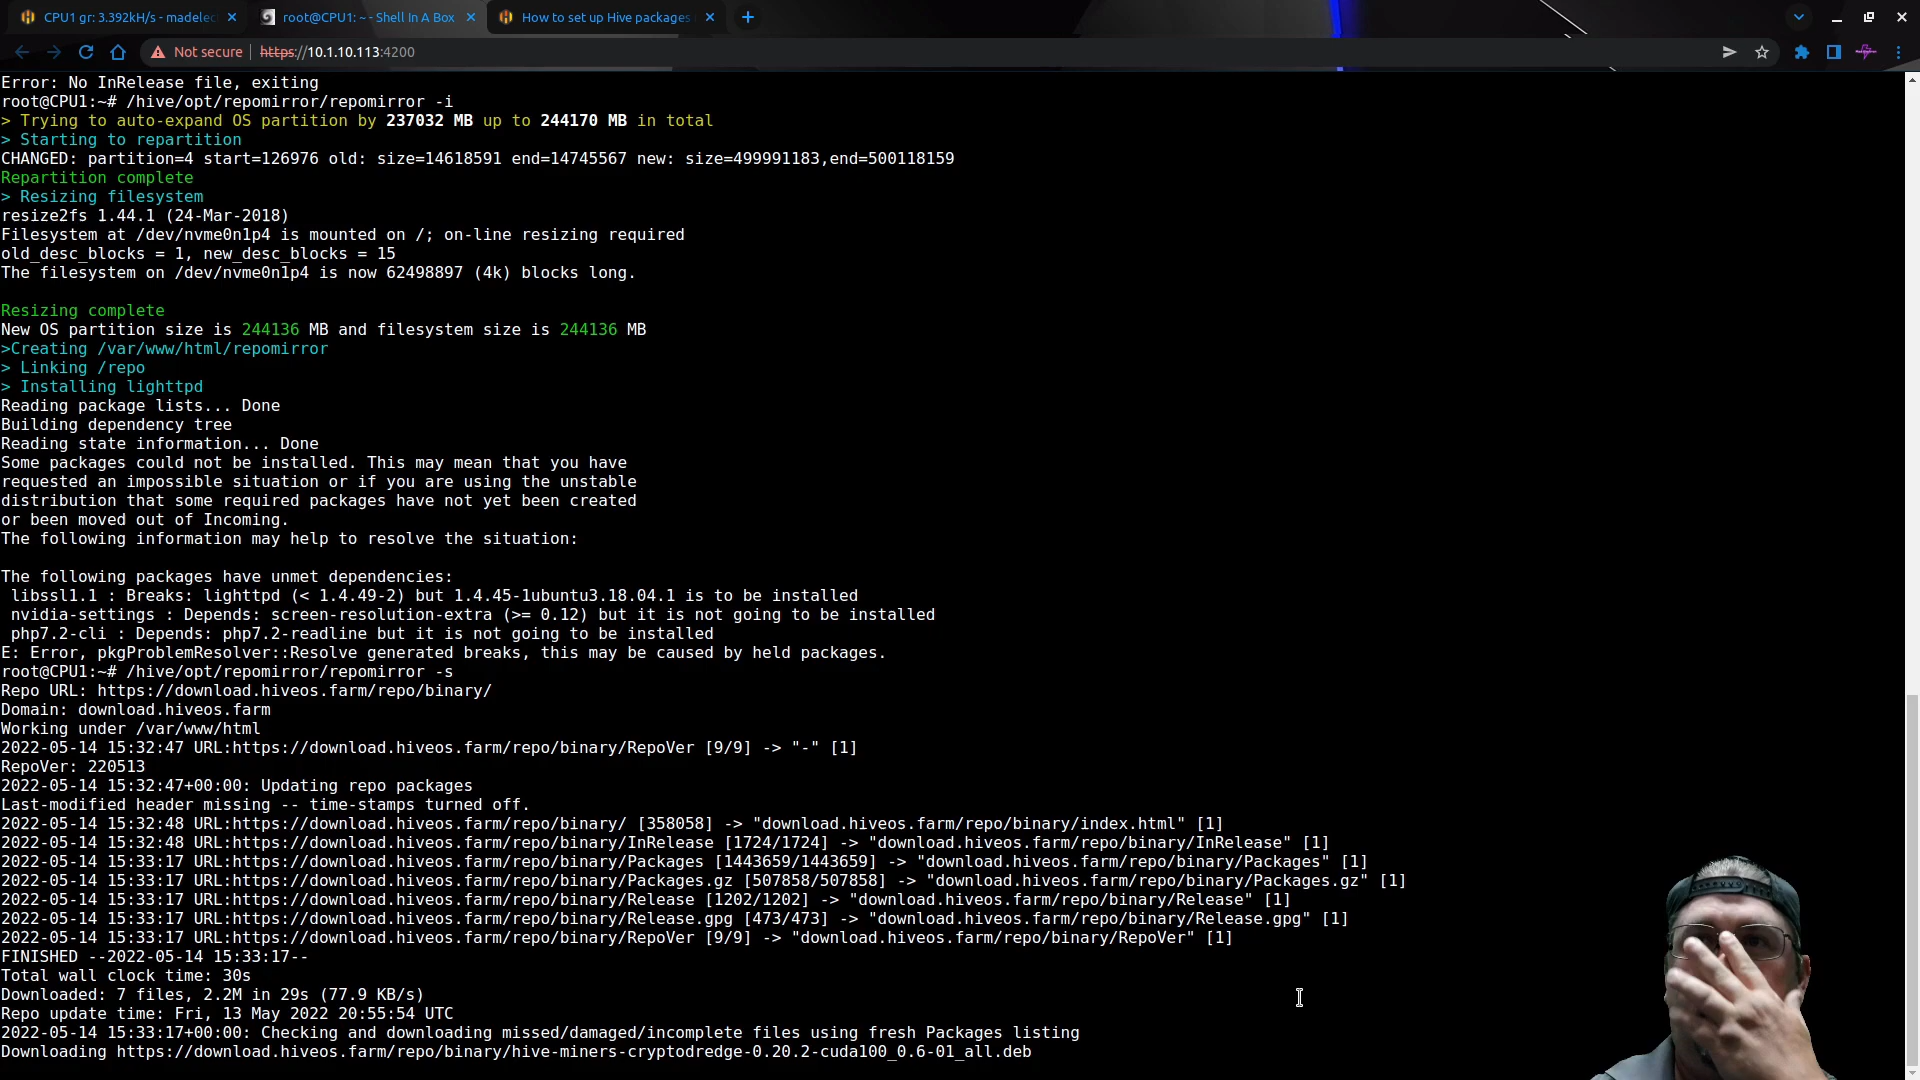 CPU1 gr: 3.392kH/s - madelec
root@CPU1: ~ - Shell In A Box
How to set up Hive packages
Not secure
https://10.1.10.113:4200
Error: No InRelease file, exiting
root@CPU1:~# /hive/opt/repomirror/repomirror -i
> Trying to auto-expand OS partition by 237032 MB up to 244170 MB in total
> Starting to repartition
CHANGED: partition=4 start=126976 old: size=14618591 end=14745567 new: size=499991183,end=500118159
Repartition complete
> Resizing filesystem
resize2fs 1.44.1 (24-Mar-2018)
Filesystem at /dev/nvme0n1p4 is mounted on /; on-line resizing required
old_desc_blocks = 1, new_desc_blocks = 15
The filesystem on /dev/nvme0n1p4 is now 62498897 (4k) blocks long.
Resizing complete
New OS partition size is 244136 MB and filesystem size is 244136 MB
>Creating /var/www/html/repomirror
> Linking /repo
> Installing lighttpd
Reading package lists... Done
Building dependency tree
Reading state information... Done
Some packages could not be installed. This may mean that you have
requested an impossible situation or if you are using the unstable
distribution that some required packages have not yet been created
or been moved out of Incoming.
The following information may help to resolve the situation:
The following packages have unmet dependencies:
libssl1.1 : Breaks: lighttpd (< 1.4.49-2) but 1.4.45-1ubuntu3.18.04.1 is to be installed
nvidia-settings : Depends: screen-resolution-extra (>= 0.12) but it is not going to be installed
php7.2-cli : Depends: php7.2-readline but it is not going to be installed
E: Error, pkgProblemResolver::Resolve generated breaks, this may be caused by held packages.
root@CPU1:~# /hive/opt/repomirror/repomirror -s
Repo URL: https://download.hiveos.farm/repo/binary/
Domain: download.hiveos.farm
Working under /var/www/html
2022-05-14 15:32:47 URL:https://download.hiveos.farm/repo/binary/RepoVer [9/9] -> "-" [1]
RepoVer: 220513
2022-05-14 15:32:47+00:00: Updating repo packages
Last-modified header missing -- time-stamps turned off.
2022-05-14 15:32:48 URL:https://download.hiveos.farm/repo/binary/ [358058] -> "download.hiveos.farm/repo/binary/index.html" [1]
2022-05-14 15:32:48 URL:https://download.hiveos.farm/repo/binary/InRelease [1724/1724] -> "download.hiveos.farm/repo/binary/InRelease" [1]
2022-05-14 15:33:17 URL:https://download.hiveos.farm/repo/binary/Packages [1443659/1443659] -> "download.hiveos.farm/repo/binary/Packages" [1]
2022-05-14 15:33:17 URL:https://download.hiveos.farm/repo/binary/Packages.gz [507858/507858] -> "download.hiveos.farm/repo/binary/Packages.gz" [1]
2022-05-14 15:33:17 URL:https://download.hiveos.farm/repo/binary/Release [1202/1202] -> "download.hiveos.farm/repo/binary/Release" [1]
2022-05-14 15:33:17 URL:https://download.hiveos.farm/repo/binary/Release.gpg [473/473] -> "download.hiveos.farm/repo/binary/Release.gpg" [1]
2022-05-14 15:33:17 URL:https://download.hiveos.farm/repo/binary/RepoVer [9/9] -> "download.hiveos.farm/repo/binary/RepoVer" [1]
FINISHED --2022-05-14 15:33:17--
Total wall clock time: 30s
Downloaded: 7 files, 2.2M in 29s (77.9 KB/s)
Repo update time: Fri, 13 May 2022 20:55:54 UTC
2022-05-14 15:33:17+00:00: Checking and downloading missed/damaged/incomplete files using fresh Packages listing
Downloading https://download.hiveos.farm/repo/binary/hive-miners-cryptodredge-0.20.2-cuda100_0.6-01_all.deb